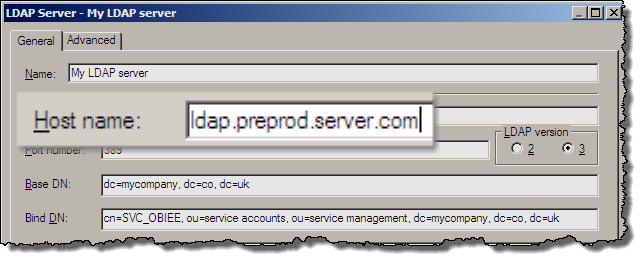 LDAP Server - My LDAP server
General Advanced
Name: My LDAP server
Host name: ldap.preprod.server.com
LDAP version
Port number: 389 2 3
Base DN: dc=mycompany, dc=co, dc=uk
Bind DN: cn=SVC_OBIEE, ou=service accounts, ou=service management, dc=mycompany, dc=co, dc=uk